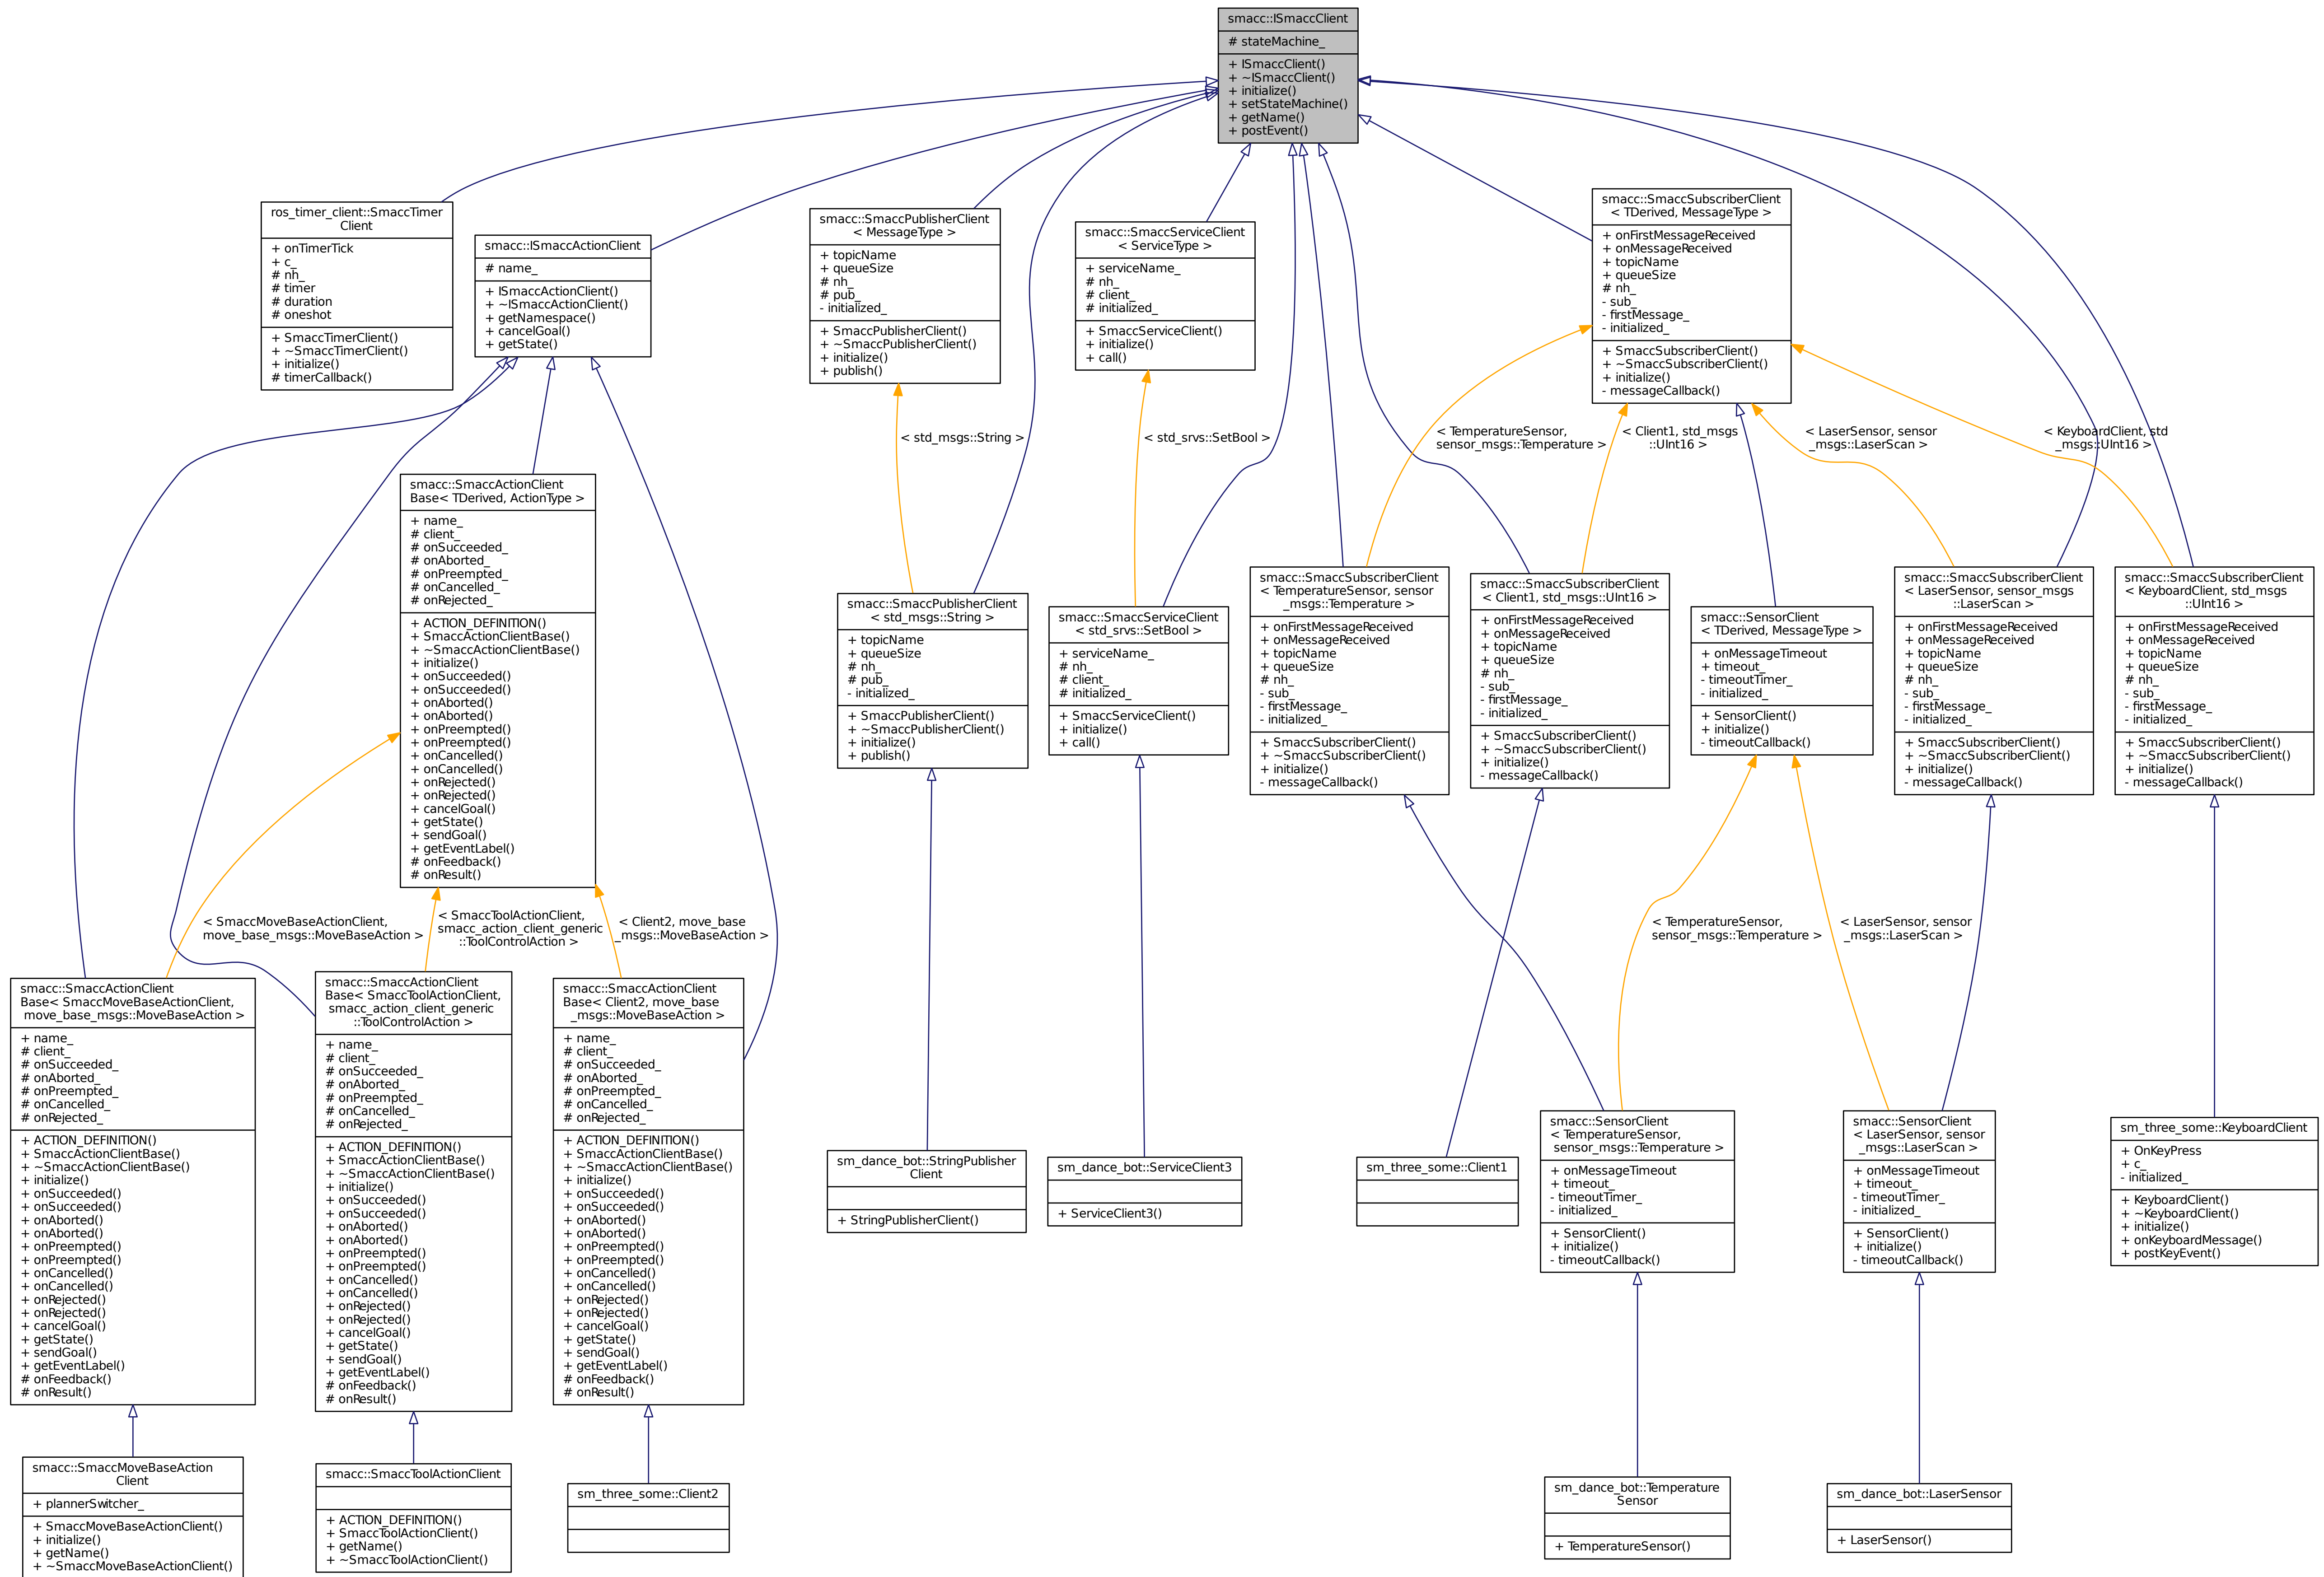 smacc::ISmaccClient
# stateMachine_
+ ISmaccClient()
+ ~ISmaccClient()
+ initialize()
+ setStateMachine()
+ getName()
+ postEvent()
ros_timer_client::SmaccTimer
Client
+ onTimerTick
+ c_
# nh_
# timer
# duration
# oneshot
+ SmaccTimerClient()
+ ~SmaccTimerClient()
+ initialize()
# timerCallback()
smacc::ISmaccActionClient
# name_
+ ISmaccActionClient()
+ ~ISmaccActionClient()
+ getNamespace()
+ cancelGoal()
+ getState()
smacc::SmaccPublisherClient
< MessageType >
+ topicName
+ queueSize
# nh_
# pub_
- initialized_
+ SmaccPublisherClient()
+ ~SmaccPublisherClient()
+ initialize()
+ publish()
smacc::SmaccServiceClient
< ServiceType >
+ serviceName_
# nh_
# client_
# initialized_
+ SmaccServiceClient()
+ initialize()
+ call()
smacc::SmaccSubscriberClient
< TDerived, MessageType >
+ onFirstMessageReceived
+ onMessageReceived
+ topicName
+ queueSize
# nh_
- sub_
- firstMessage_
- initialized_
+ SmaccSubscriberClient()
+ ~SmaccSubscriberClient()
+ initialize()
- messageCallback()
< std_msgs::String >
< std_srvs::SetBool >
< TemperatureSensor,
sensor_msgs::Temperature >
< Client1, std_msgs
::UInt16 >
< LaserSensor, sensor
_msgs::LaserScan >
< KeyboardClient, std
_msgs::UInt16 >
smacc::SmaccActionClient
Base< TDerived, ActionType >
+ name_
# client_
# onSucceeded_
# onAborted_
# onPreempted_
# onCancelled_
# onRejected_
+ ACTION_DEFINITION()
+ SmaccActionClientBase()
+ ~SmaccActionClientBase()
+ initialize()
+ onSucceeded()
+ onSucceeded()
+ onAborted()
+ onAborted()
+ onPreempted()
+ onPreempted()
+ onCancelled()
+ onCancelled()
+ onRejected()
+ onRejected()
+ cancelGoal()
+ getState()
+ sendGoal()
+ getEventLabel()
# onFeedback()
# onResult()
smacc::SmaccPublisherClient
< std_msgs::String >
+ topicName
+ queueSize
# nh_
# pub_
- initialized_
+ SmaccPublisherClient()
+ ~SmaccPublisherClient()
+ initialize()
+ publish()
smacc::SmaccServiceClient
< std_srvs::SetBool >
+ serviceName_
# nh_
# client_
# initialized_
+ SmaccServiceClient()
+ initialize()
+ call()
smacc::SmaccSubscriberClient
< TemperatureSensor, sensor
_msgs::Temperature >
+ onFirstMessageReceived
+ onMessageReceived
+ topicName
+ queueSize
# nh_
- sub_
- firstMessage_
- initialized_
+ SmaccSubscriberClient()
+ ~SmaccSubscriberClient()
+ initialize()
- messageCallback()
smacc::SmaccSubscriberClient
< Client1, std_msgs::UInt16 >
+ onFirstMessageReceived
+ onMessageReceived
+ topicName
+ queueSize
# nh_
- sub_
- firstMessage_
- initialized_
+ SmaccSubscriberClient()
+ ~SmaccSubscriberClient()
+ initialize()
- messageCallback()
smacc::SensorClient
< TDerived, MessageType >
+ onMessageTimeout
+ timeout_
- timeoutTimer_
- initialized_
+ SensorClient()
+ initialize()
- timeoutCallback()
smacc::SmaccSubscriberClient
< LaserSensor, sensor_msgs
::LaserScan >
+ onFirstMessageReceived
+ onMessageReceived
+ topicName
+ queueSize
# nh_
- sub_
- firstMessage_
- initialized_
+ SmaccSubscriberClient()
+ ~SmaccSubscriberClient()
+ initialize()
- messageCallback()
smacc::SmaccSubscriberClient
< KeyboardClient, std_msgs
::UInt16 >
+ onFirstMessageReceived
+ onMessageReceived
+ topicName
+ queueSize
# nh_
- sub_
- firstMessage_
- initialized_
+ SmaccSubscriberClient()
+ ~SmaccSubscriberClient()
+ initialize()
- messageCallback()
< SmaccMoveBaseActionClient,
move_base_msgs::MoveBaseAction >
< SmaccToolActionClient,
smacc_action_client_generic
::ToolControlAction >
< Client2, move_base
_msgs::MoveBaseAction >
< TemperatureSensor,
sensor_msgs::Temperature >
< LaserSensor, sensor
_msgs::LaserScan >
smacc::SmaccActionClient
Base< SmaccMoveBaseActionClient,
move_base_msgs::MoveBaseAction >
+ name_
# client_
# onSucceeded_
# onAborted_
# onPreempted_
# onCancelled_
# onRejected_
+ ACTION_DEFINITION()
+ SmaccActionClientBase()
+ ~SmaccActionClientBase()
+ initialize()
+ onSucceeded()
+ onSucceeded()
+ onAborted()
+ onAborted()
+ onPreempted()
+ onPreempted()
+ onCancelled()
+ onCancelled()
+ onRejected()
+ onRejected()
+ cancelGoal()
+ getState()
+ sendGoal()
+ getEventLabel()
# onFeedback()
# onResult()
smacc::SmaccActionClient
Base< SmaccToolActionClient,
smacc_action_client_generic
::ToolControlAction >
+ name_
# client_
# onSucceeded_
# onAborted_
# onPreempted_
# onCancelled_
# onRejected_
+ ACTION_DEFINITION()
+ SmaccActionClientBase()
+ ~SmaccActionClientBase()
+ initialize()
+ onSucceeded()
+ onSucceeded()
+ onAborted()
+ onAborted()
+ onPreempted()
+ onPreempted()
+ onCancelled()
+ onCancelled()
+ onRejected()
+ onRejected()
+ cancelGoal()
+ getState()
+ sendGoal()
+ getEventLabel()
# onFeedback()
# onResult()
smacc::SmaccActionClient
Base< Client2, move_base
_msgs::MoveBaseAction >
+ name_
# client_
# onSucceeded_
# onAborted_
# onPreempted_
# onCancelled_
# onRejected_
+ ACTION_DEFINITION()
+ SmaccActionClientBase()
+ ~SmaccActionClientBase()
+ initialize()
+ onSucceeded()
+ onSucceeded()
+ onAborted()
+ onAborted()
+ onPreempted()
+ onPreempted()
+ onCancelled()
+ onCancelled()
+ onRejected()
+ onRejected()
+ cancelGoal()
+ getState()
+ sendGoal()
+ getEventLabel()
# onFeedback()
# onResult()
sm_dance_bot::StringPublisher
Client
+ StringPublisherClient()
sm_dance_bot::ServiceClient3
+ ServiceClient3()
sm_three_some::Client1
smacc::SensorClient
< TemperatureSensor,
sensor_msgs::Temperature >
+ onMessageTimeout
+ timeout_
- timeoutTimer_
- initialized_
+ SensorClient()
+ initialize()
- timeoutCallback()
smacc::SensorClient
< LaserSensor, sensor
_msgs::LaserScan >
+ onMessageTimeout
+ timeout_
- timeoutTimer_
- initialized_
+ SensorClient()
+ initialize()
- timeoutCallback()
sm_three_some::KeyboardClient
+ OnKeyPress
+ c_
- initialized_
+ KeyboardClient()
+ ~KeyboardClient()
+ initialize()
+ onKeyboardMessage()
+ postKeyEvent()
smacc::SmaccMoveBaseAction
Client
+ plannerSwitcher_
+ SmaccMoveBaseActionClient()
+ initialize()
+ getName()
+ ~SmaccMoveBaseActionClient()
smacc::SmaccToolActionClient
+ ACTION_DEFINITION()
+ SmaccToolActionClient()
+ getName()
+ ~SmaccToolActionClient()
sm_three_some::Client2
sm_dance_bot::Temperature
Sensor
+ TemperatureSensor()
sm_dance_bot::LaserSensor
+ LaserSensor()